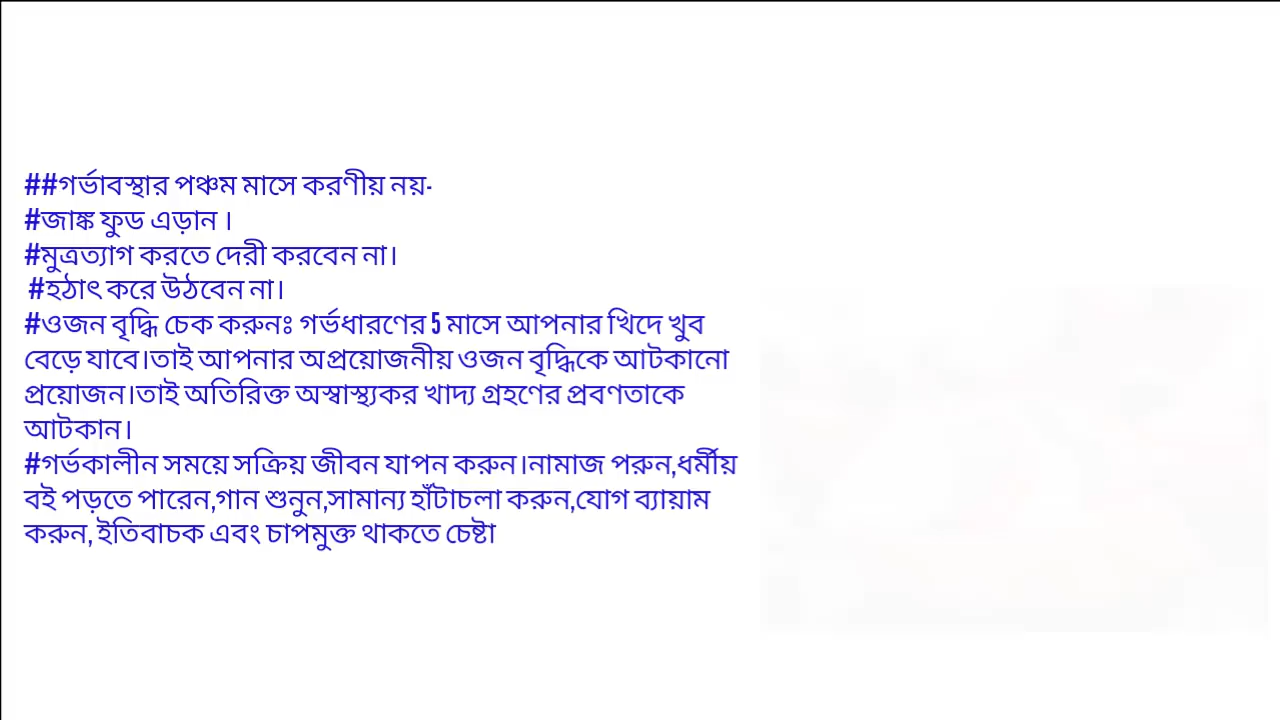 ##গর্ভাবস্থার পঞ্চম মাসে করণীয় নয়-
#জাঙ্ক ফুড এড়ান ।
#মুত্রত্যাগ করতে দেরী করবেন না।
#হঠাৎ করে উঠবেন না।
#ওজন বৃদ্ধি চেক করুনঃ গর্ভধারণের 5 মাসে আপনার খিদে খুব
বেড়ে যাবে।তাই আপনার অপ্রয়োজনীয় ওজন বৃদ্ধিকে আটকানো
প্রয়োজন।তাই অতিরিক্ত অস্বাস্থ্যকর খাদ্য গ্রহণের প্রবণতাকে
আটকান।
#গর্ভকালীন সময়ে সক্রিয় জীবন যাপন করুন।নামাজ পরুন,ধর্মীয়
বই পড়তে পারেন,গান শুনুন,সামান্য হাঁটাচলা করুন,যোগ ব্যায়াম
করুন, ইতিবাচক এবং চাপমুক্ত থাকতে চেষ্টা